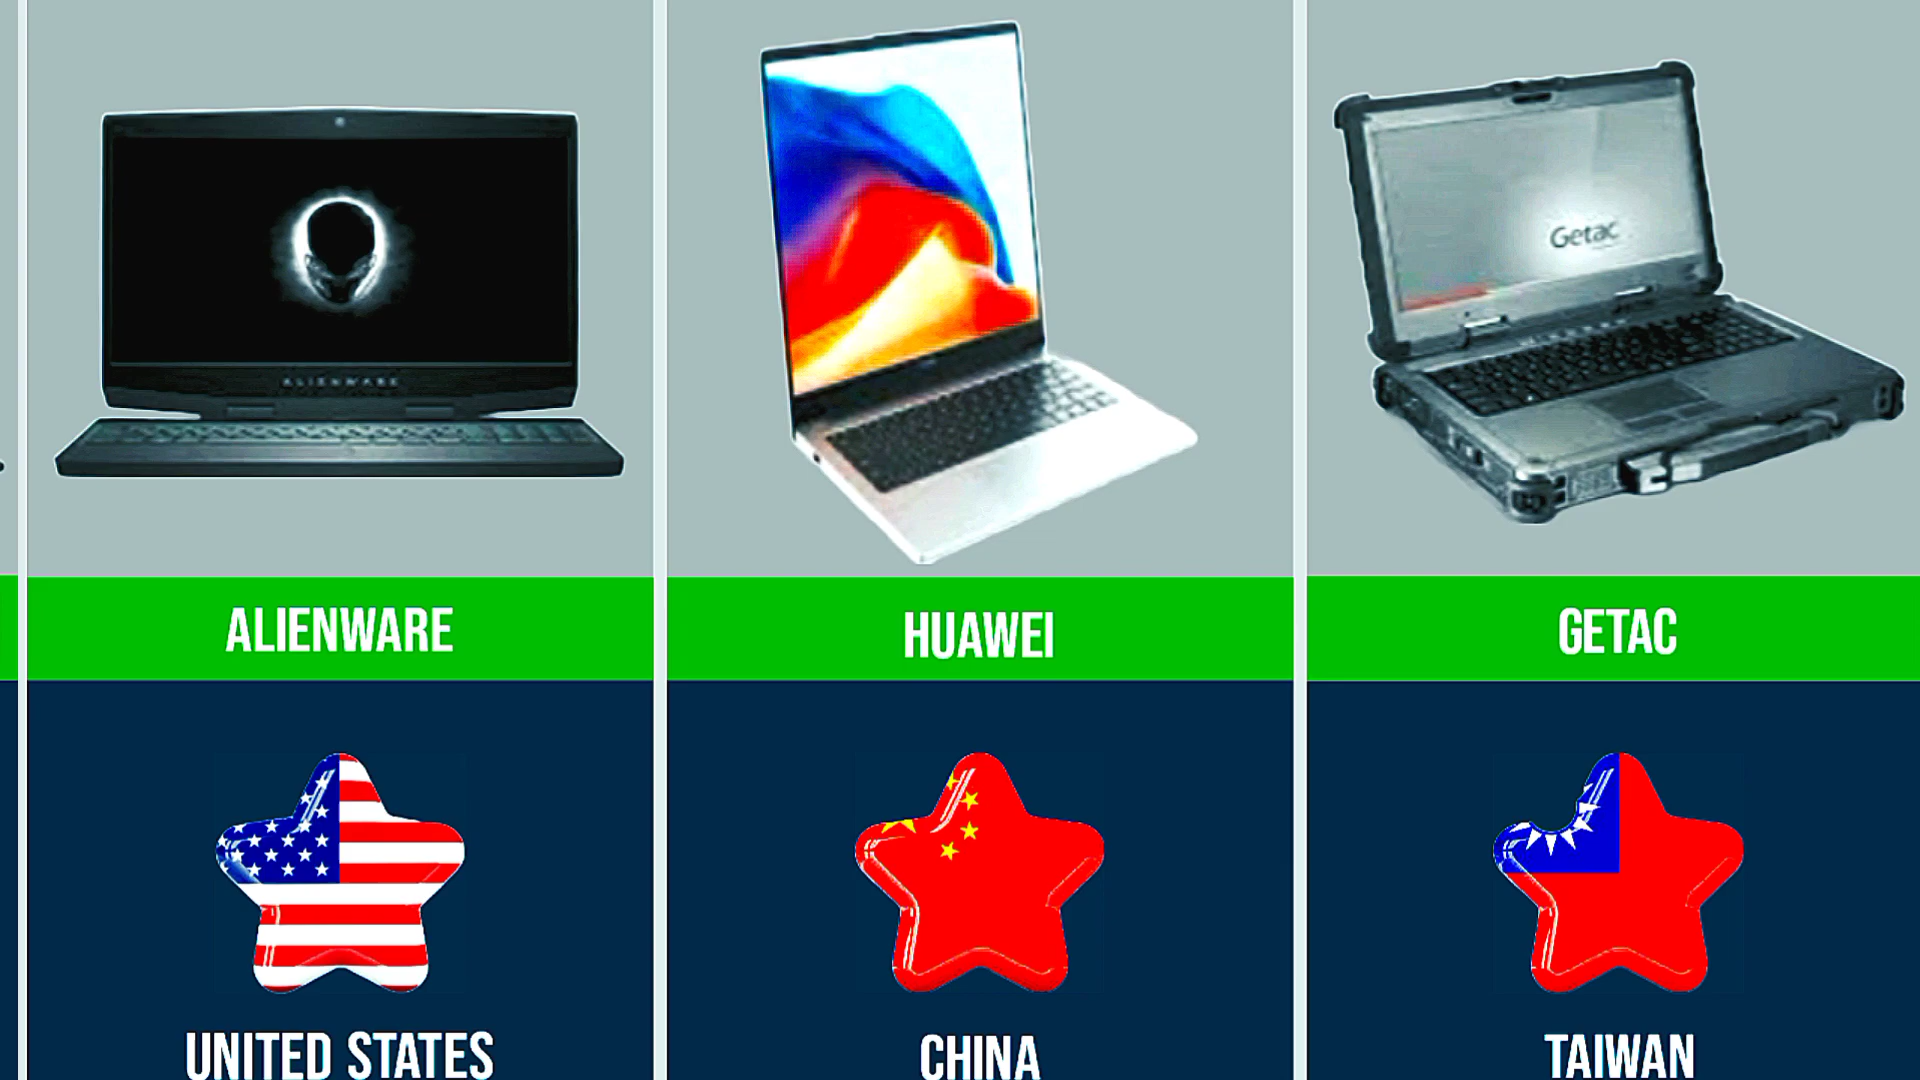 ALIENWARE
Getac
ALIENWARE
HUAWEI
GETAC
UNITED STATES
CHINA
TAIWAN